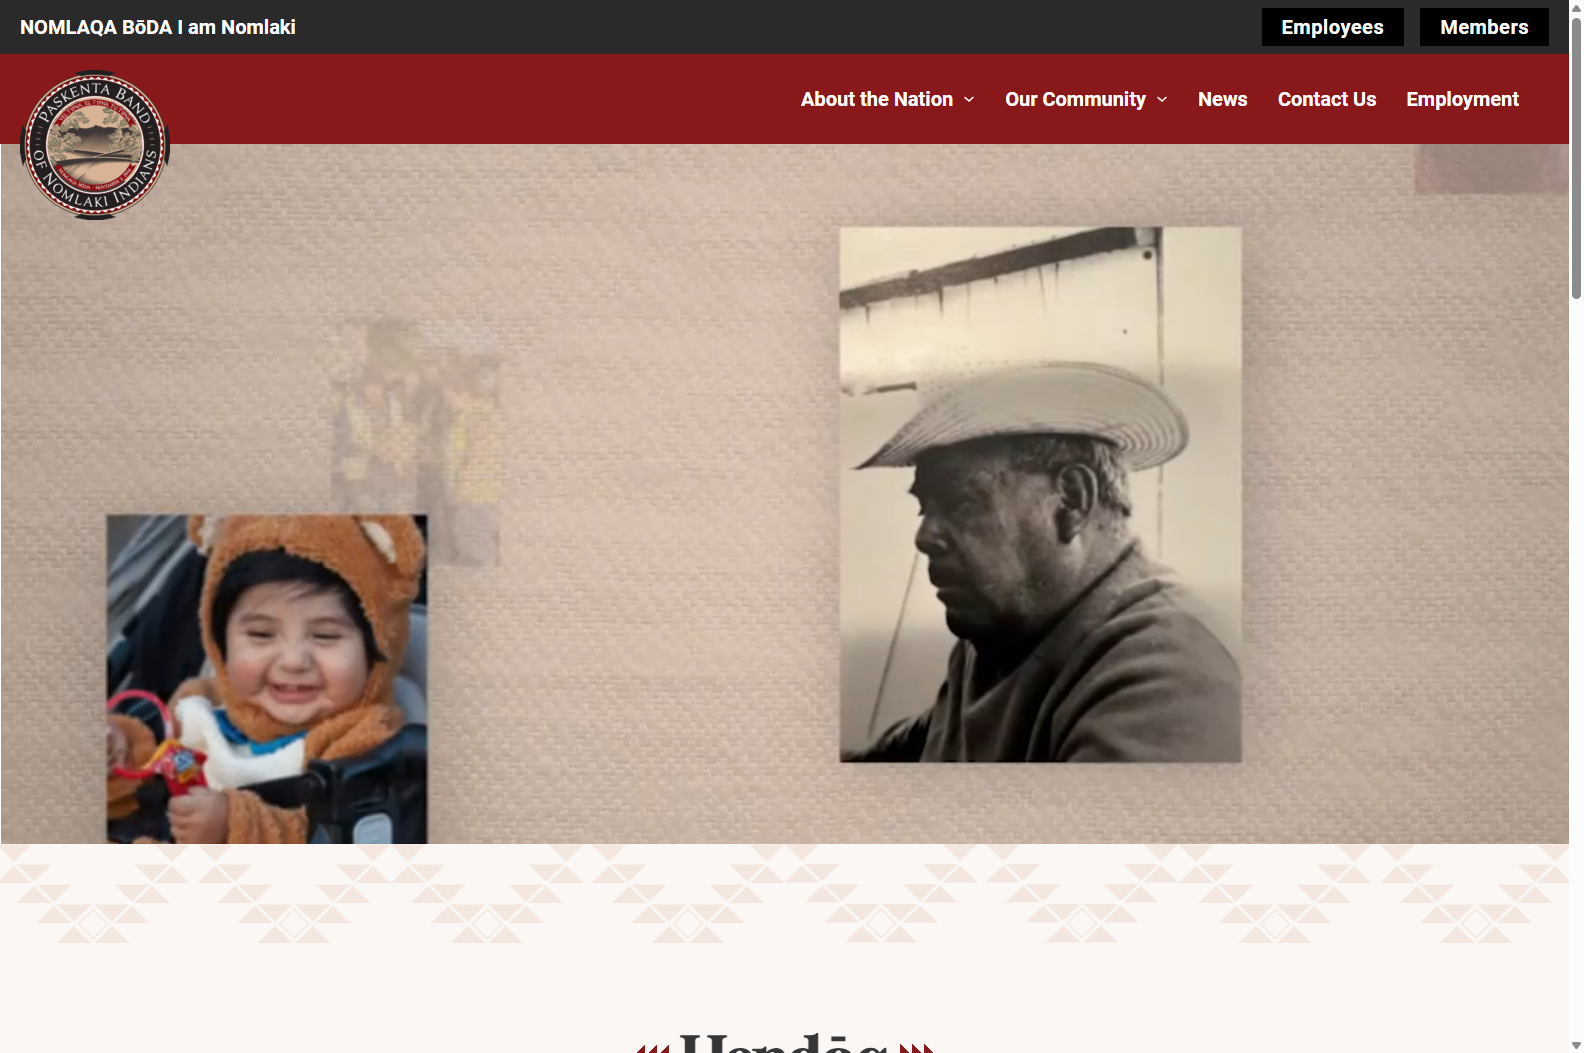 NOMLAQA BōDA I am Nomlaki
Employees
Members
PASKENTA BAND
OF NOMLAKI INDIANS
About the Nation
Our Community
News
Contact Us
Employment